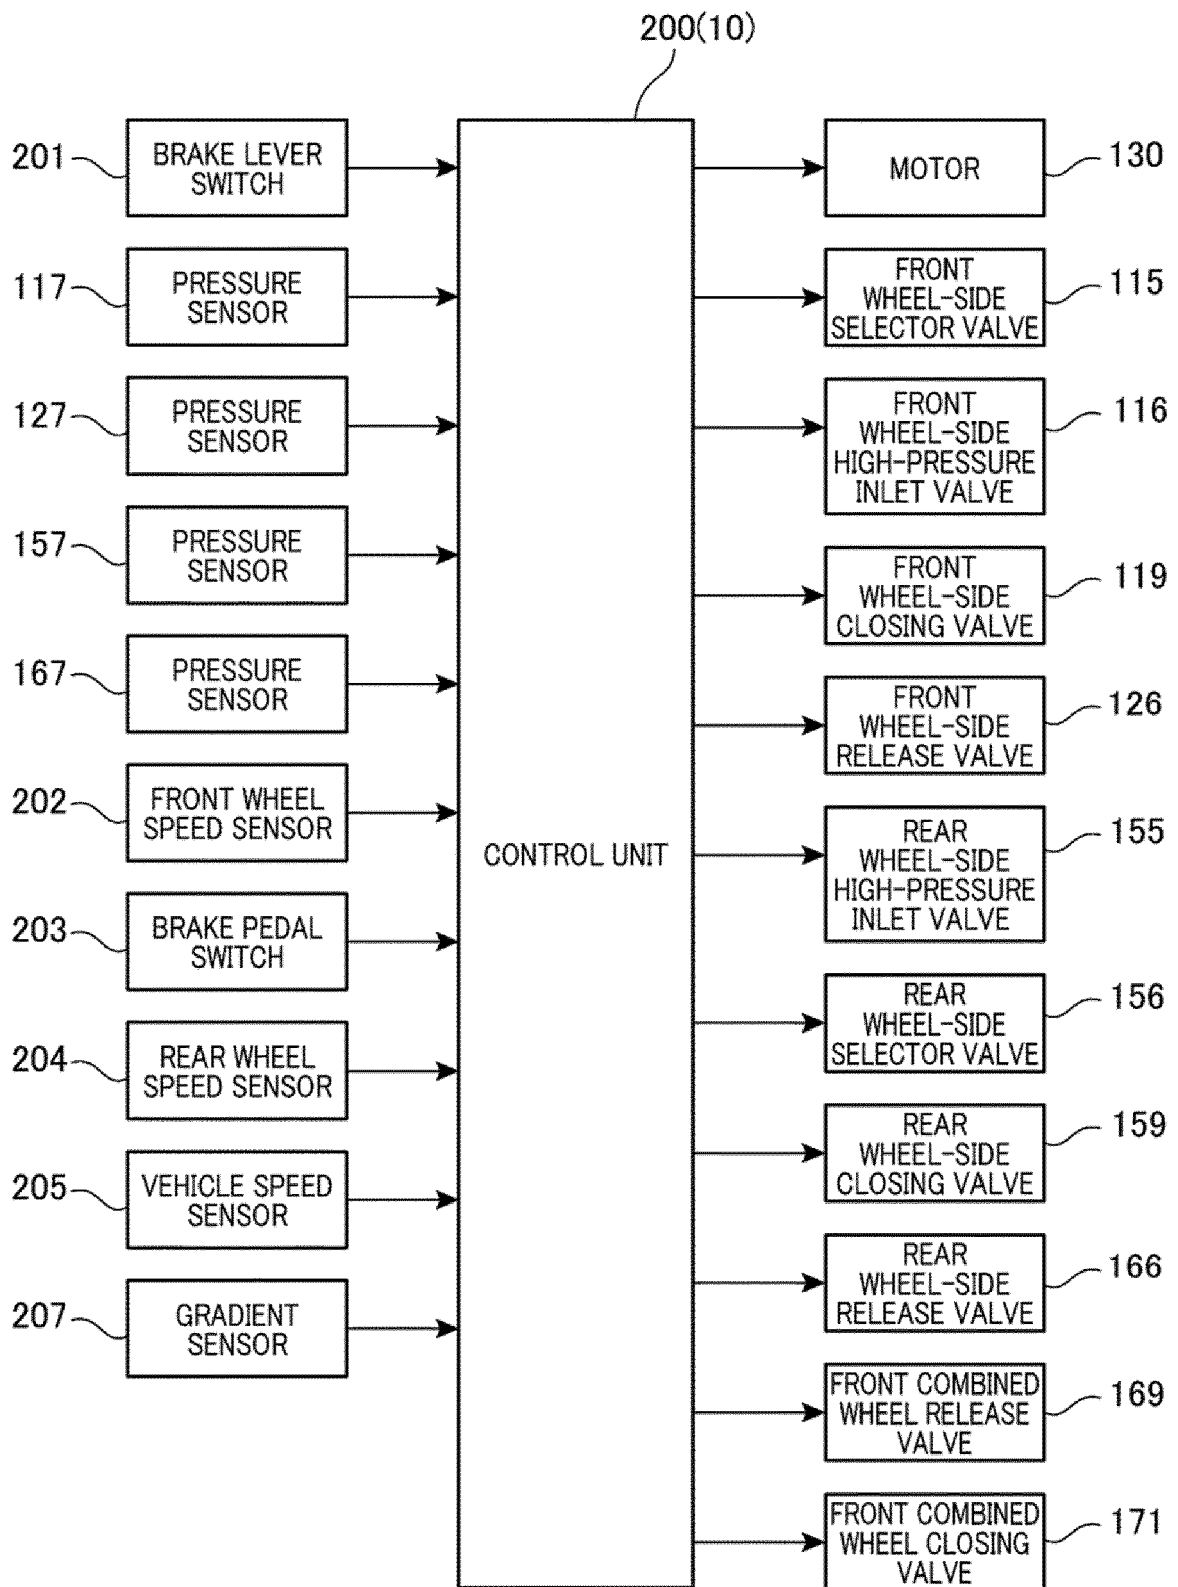 200(10)
201
BRAKE LEVER
SWITCH
117
PRESSURE
SENSOR
127
PRESSURE
SENSOR
157
PRESSURE
SENSOR
167
PRESSURE
SENSOR
202
FRONT WHEEL
SPEED SENSOR
203
BRAKE PEDAL
SWITCH
204
REAR WHEEL
SPEED SENSOR
205
VEHICLE SPEED
SENSOR
207
GRADIENT
SENSOR
CONTROL UNIT
MOTOR
130
FRONT
WHEEL-SIDE
SELECTOR VALVE
115
FRONT
WHEEL-SIDE
HIGH-PRESSURE
INLET VALVE
116
FRONT
WHEEL-SIDE
CLOSING VALVE
119
FRONT
WHEEL-SIDE
RELEASE VALVE
126
REAR
WHEEL-SIDE
HIGH-PRESSURE
INLET VALVE
155
REAR
WHEEL-SIDE
SELECTOR VALVE
156
REAR
WHEEL-SIDE
CLOSING VALVE
159
REAR
WHEEL-SIDE
RELEASE VALVE
166
FRONT COMBINED
WHEEL RELEASE
VALVE
169
FRONT COMBINED
WHEEL CLOSING
VALVE
171